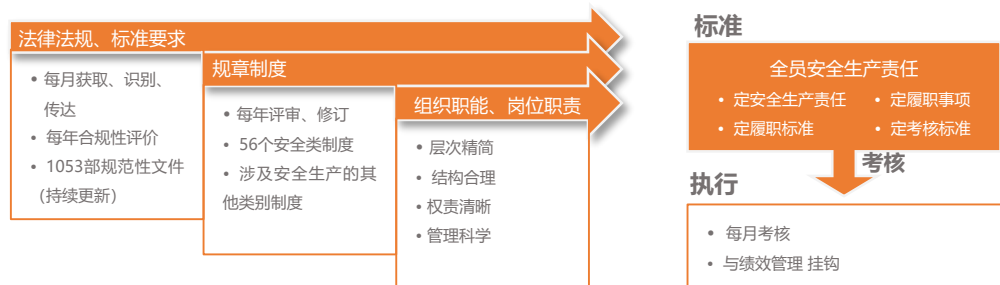 法律法规、标准要求
• 每月获取、识别、
传达
• 每年合规性评价
• 1053部规范性文件
(持续更新）
规章制度
• 每年评审、修订
• 56个安全类制度
• 涉及安全生产的其
他类别制度
组织职能、岗位职责
• 层次精简
• 结构合理
• 权责清晰
• 管理科学
标准
全员安全生产责任
• 定安全生产责任 • 定履职事项
• 定履职标准 • 定考核标准
考核
执行
• 每月考核
• 与绩效管理 挂钩